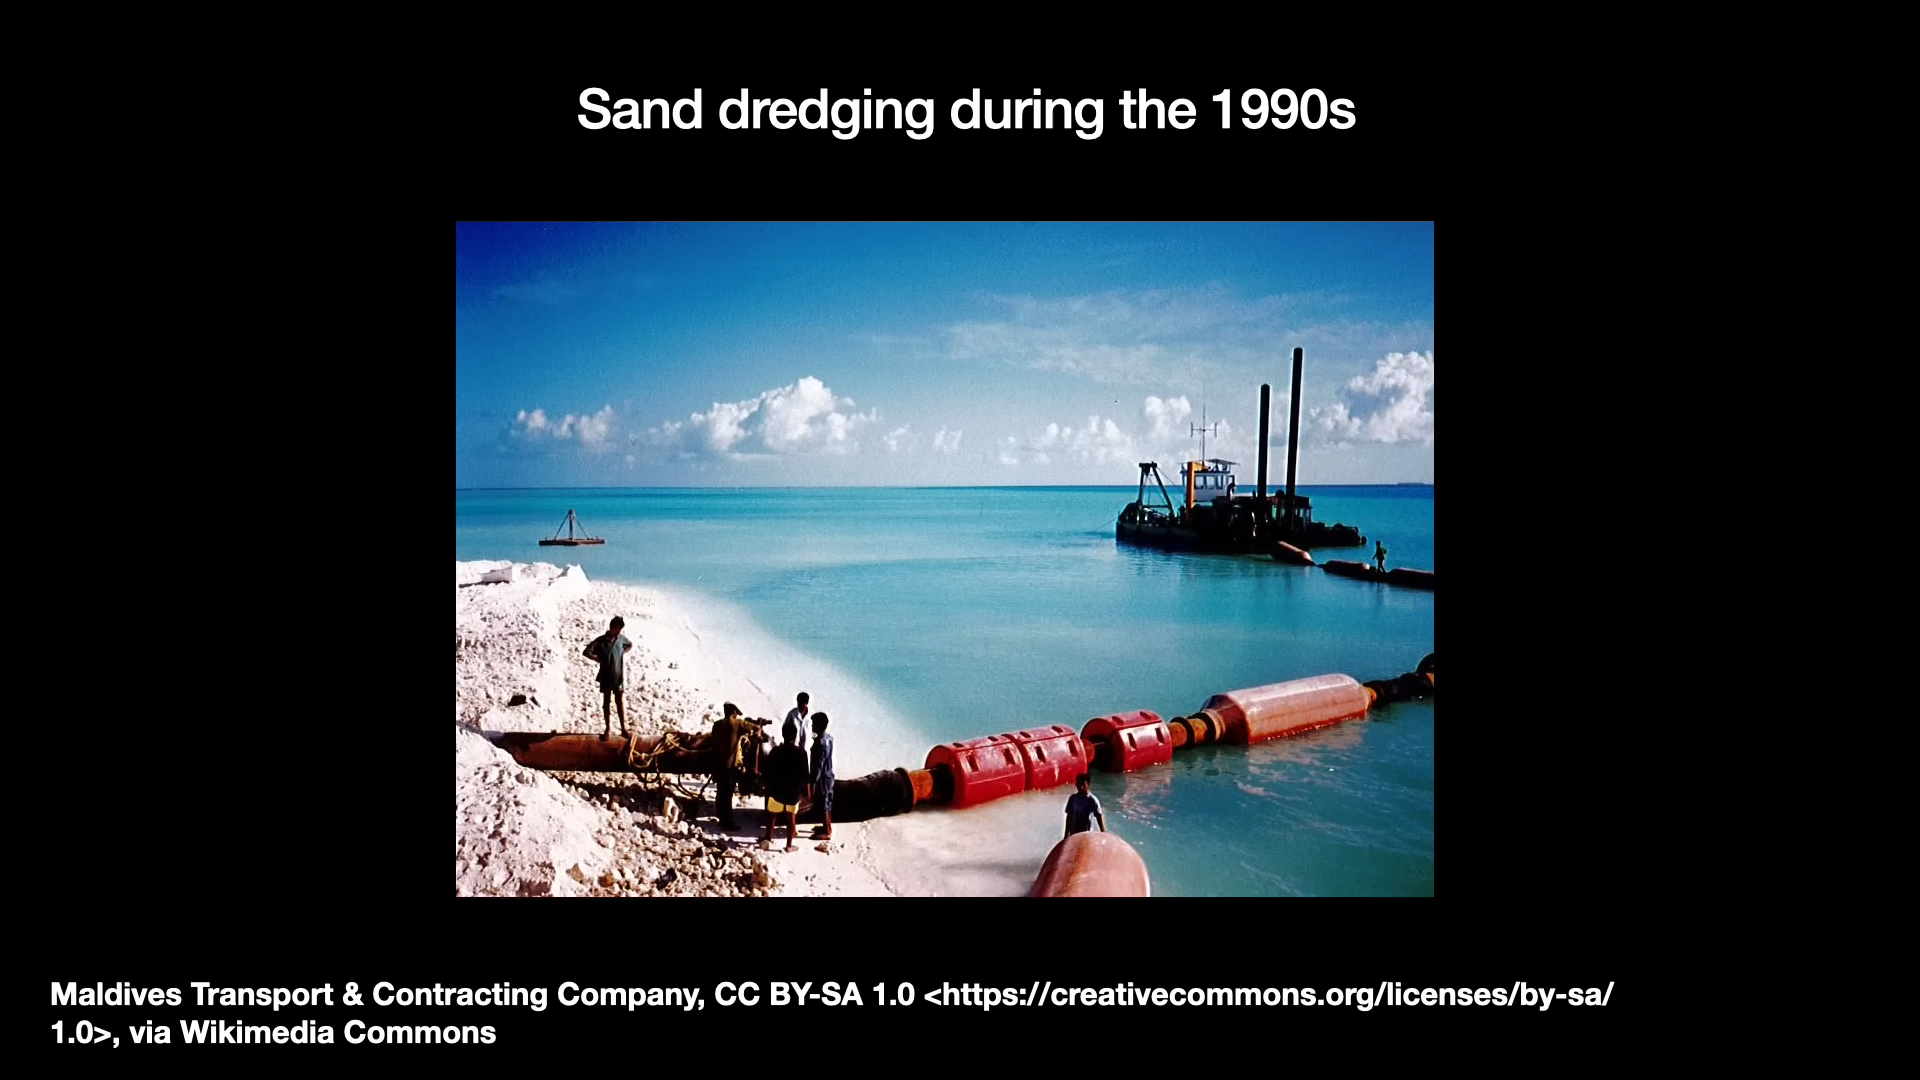 Sand dredging during the 1990s
Maldives Transport & Contracting Company, CC BY-SA 1.0 <https://creativecommons.org/licenses/by-sa/
1.0>, via Wikimedia Commons